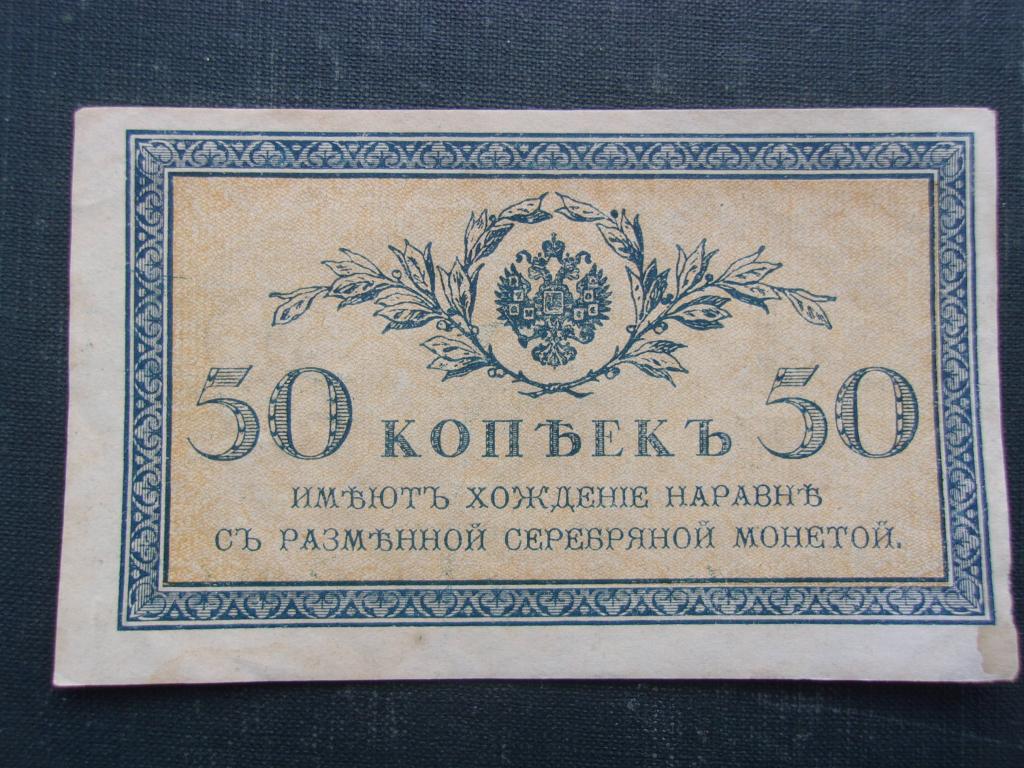 50 КОПѢЕКЪ 50
ИМѢЮТЪ ХОЖДЕНІЕ НАРАВНѢ
СЪ РАЗМѢННОЙ СЕРЕБРЯНОЙ МОНЕТОЙ.